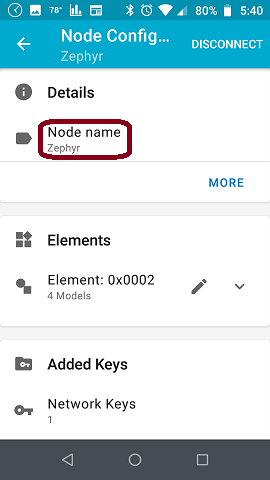 78° 80% 5:40
Node Config... DISCONNECT
Zephyr
Details
Node name
Zephyr
MORE
Elements
Element: 0x0002
4 Models
Added Keys
Network Keys
1